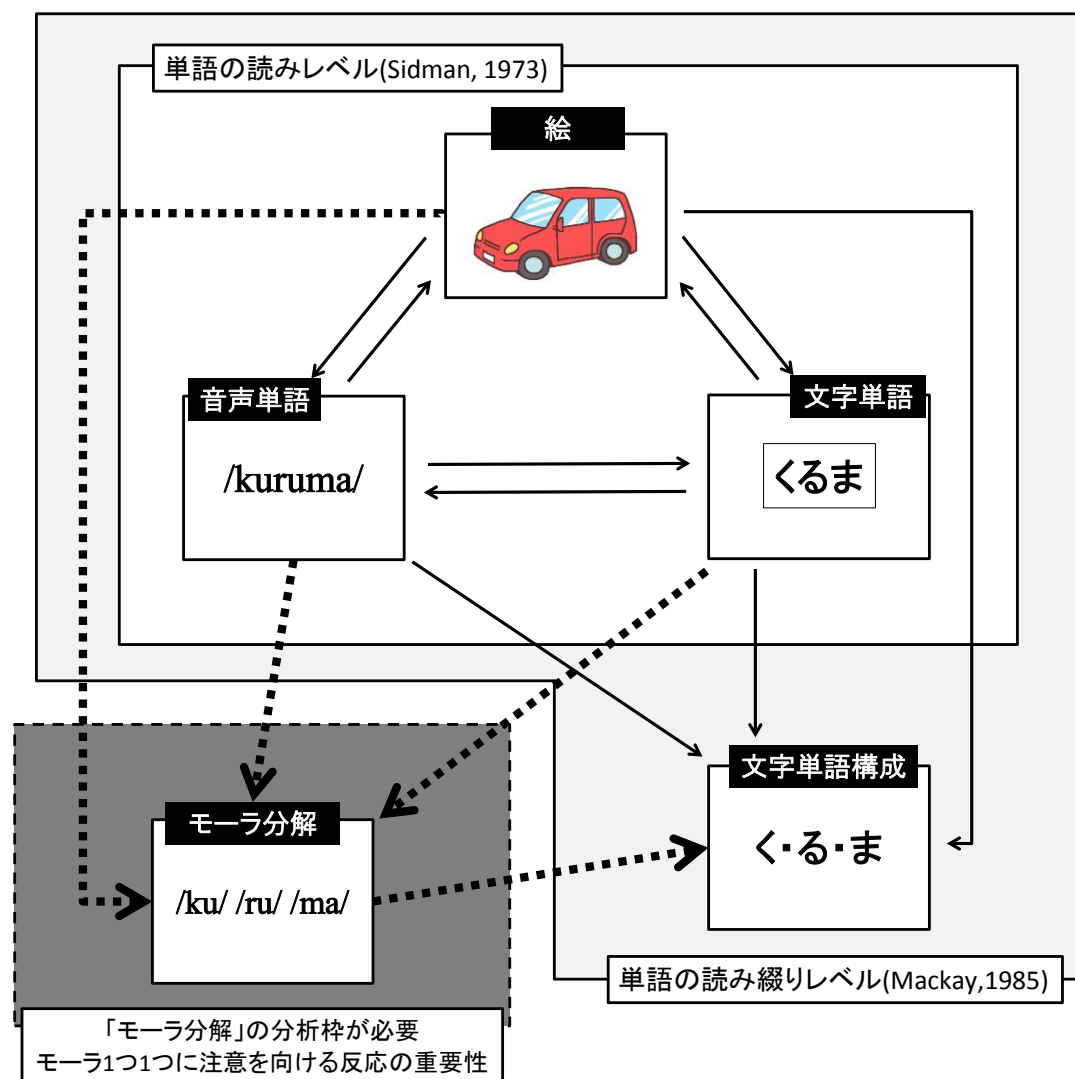 単語の読みレベル(Sidman, 1973)
絵
音声単語
/kuruma/
文字単語
くるま
モーラ分解
/ku/ /ru/ /ma/
文字単語構成
く・る・ま
単語の読み綴りレベル(Mackay,1985)
「モーラ分解」の分析枠が必要
モーラ1つ1つに注意を向ける反応の重要性